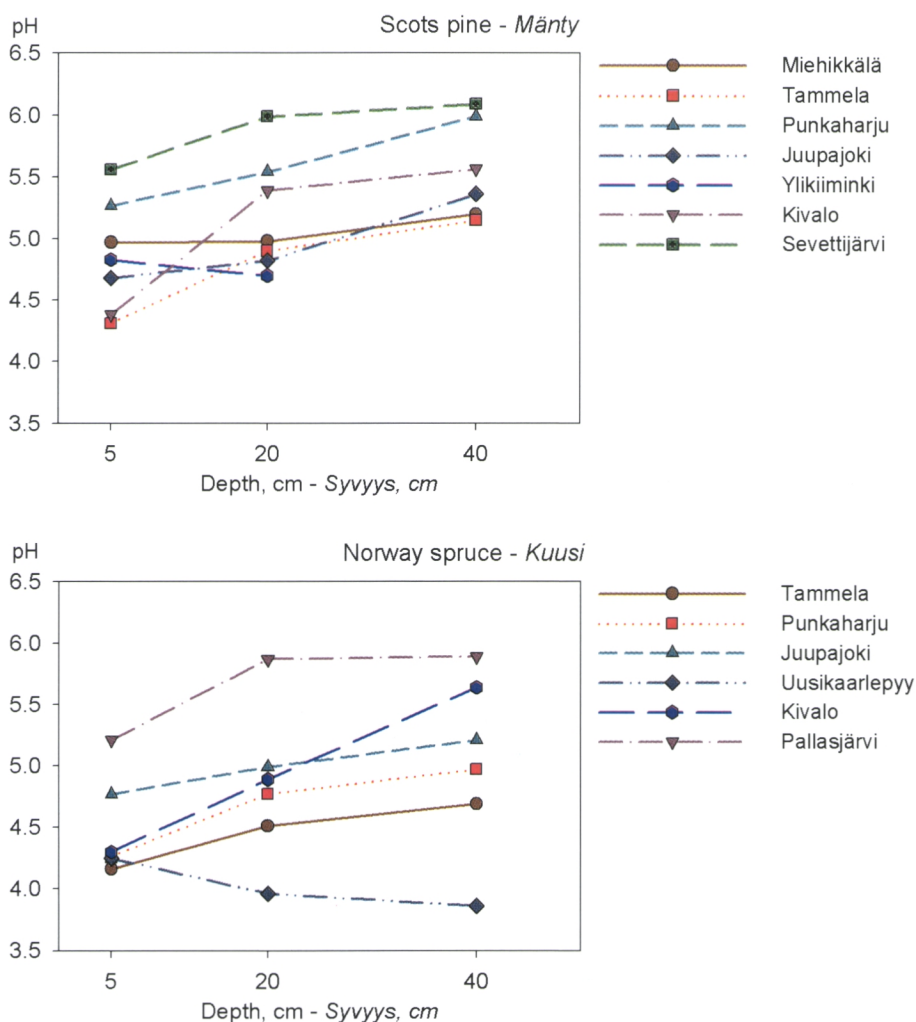 pH
Scots pine - Mänty
6.5
6.0
5.5
5.0
4.5
4.0
3.5
5 20 40
Depth, cm - Syvyys, cm
Miehikkälä
Tammela
Punkaharju
Juupajoki
Ylikiiminki
Kivalo
Sevettijärvi
pH
Norway spruce - Kuusi
6.5
6.0
5.5
5.0
4.5
4.0
3.5
5 20 40
Depth, cm - Syvyys, cm
Tammela
Punkaharju
Juupajoki
Uusikaarlepyy
Kivalo
Pallasjärvi